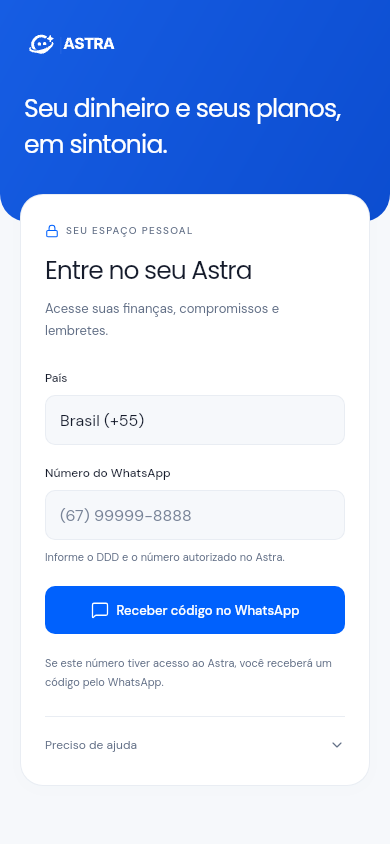 ASTRA
Seu dinheiro e seus planos,
em sintonia.
SEU ESPAÇO PESSOAL
Entre no seu Astra
Acesse suas finanças, compromissos e
lembretes.
País
Brasil (+55)
Número do WhatsApp
(67) 99999-8888
Informe o DDD e o número autorizado no Astra.
Receber código no WhatsApp
Se este número tiver acesso ao Astra, você receberá um
código pelo WhatsApp.
Preciso de ajuda